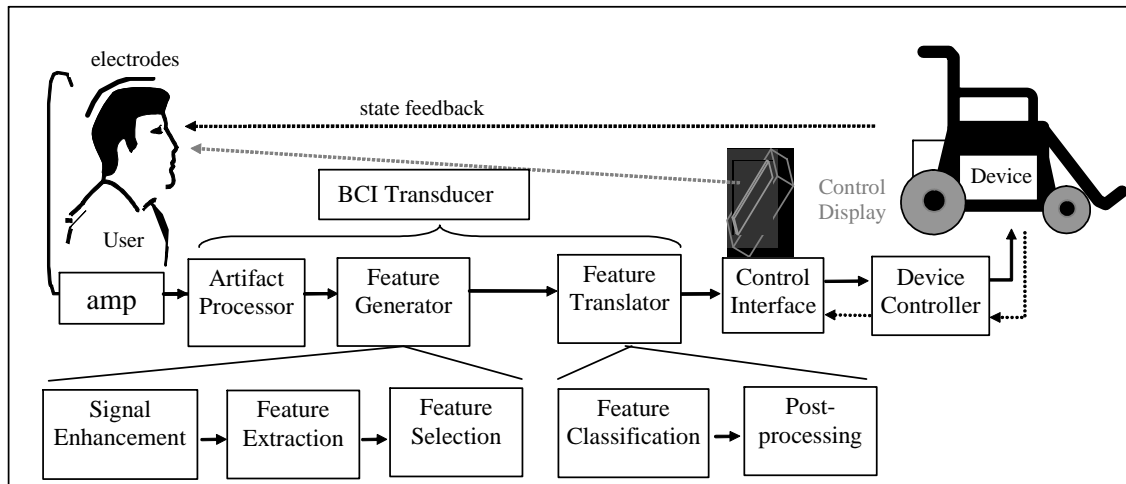 electrodes
state feedback
Control
Display
Device
BCI Transducer
User
amp
Artifact
Processor
Feature
Generator
Feature
Translator
Control
Interface
Device
Controller
Signal
Enhancement
Feature
Extraction
Feature
Selection
Feature
Classification
Post-
processing